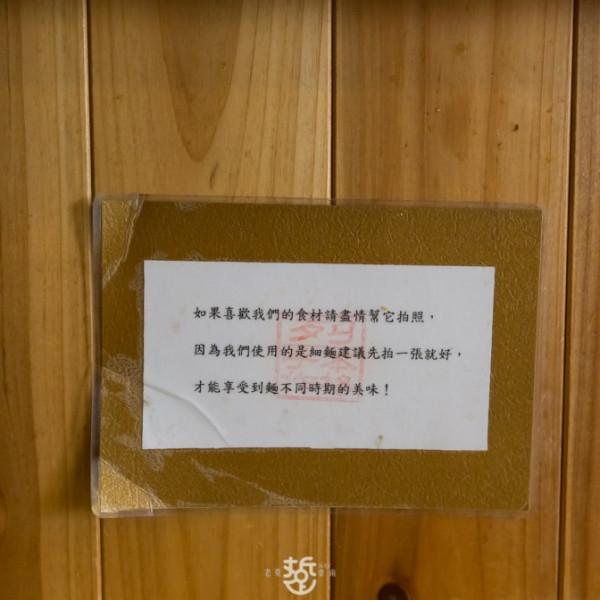 如果喜歡我們的食材請盡情幫它拍照，
因為我們使用的是細麵建議先拍一張就好，
才能享受到麵不同時期的美味！